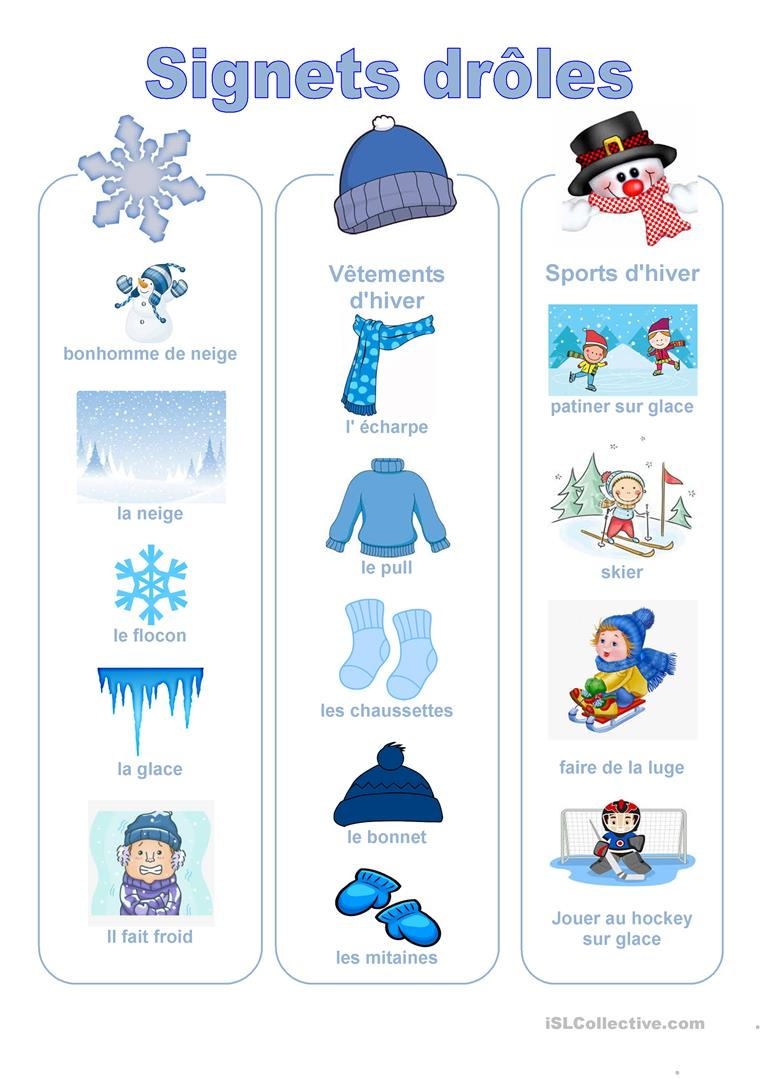 Signets drôles
bonhomme de neige
la neige
le flocon
la glace
Il fait froid
Vêtements
d'hiver
l' écharpe
le pull
les chaussettes
le bonnet
les mitaines
Sports d'hiver
patiner sur glace
skier
faire de la luge
Jouer au hockey
sur glace
iSLCollective.com